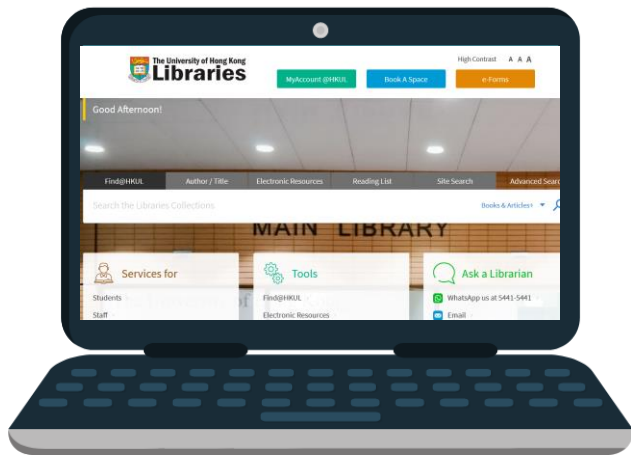 High Contrast A A A
The University of Hong Kong
Libraries
MyAccount @HKUL Book A Space e-Forms
Good Afternoon!
Find@HKUL Author / Title Electronic Resources Reading List Site Search Advanced Searc
Search the Libraries Collections Books & Articles+
MAIN LIBRARY
Services for Tools Ask a Librarian
Students Find@HKUL WhatsApp us at 5441-5441
Staff Electronic Resources Email